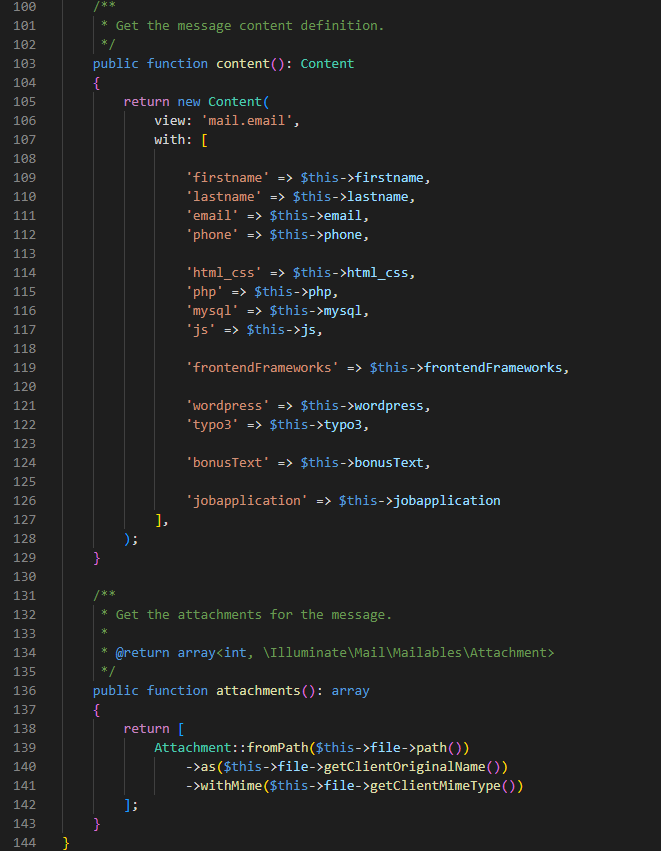 100 /**
101 * Get the message content definition.
102 */
103 public function content(): Content
104 {
105 return new Content(
106 view: 'mail.email',
107 with: [
108
109 'firstname' => $this->firstname,
110 'lastname' => $this->lastname,
111 'email' => $this->email,
112 'phone' => $this->phone,
113
114 'html_css' => $this->html_css,
115 'php' => $this->php,
116 'mysql' => $this->mysql,
117 'js' => $this->js,
118
119 'frontendFrameworks' => $this->frontendFrameworks,
120
121 'wordpress' => $this->wordpress,
122 'typo3' => $this->typo3,
123
124 'bonusText' => $this->bonusText,
125
126 'jobapplication' => $this->jobapplication
127 ],
128 );
129 }
130
131 /**
132 * Get the attachments for the message.
133 *
134 * @return array<int, \Illuminate\Mail\Mailables\Attachment>
135 */
136 public function attachments(): array
137 {
138 return [
139 Attachment::fromPath($this->file->path())
140 ->as($this->file->getClientOriginalName())
141 ->withMime($this->file->getClientMimeType())
142 ];
143 }
144 }